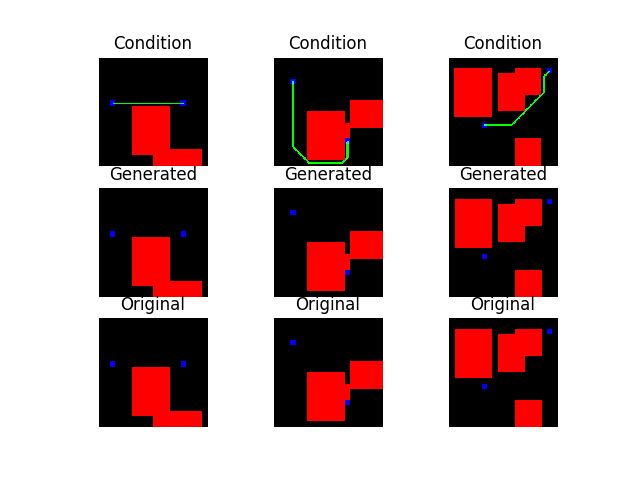 Condition Condition Condition
Generated Generated Generated
Original Original Original